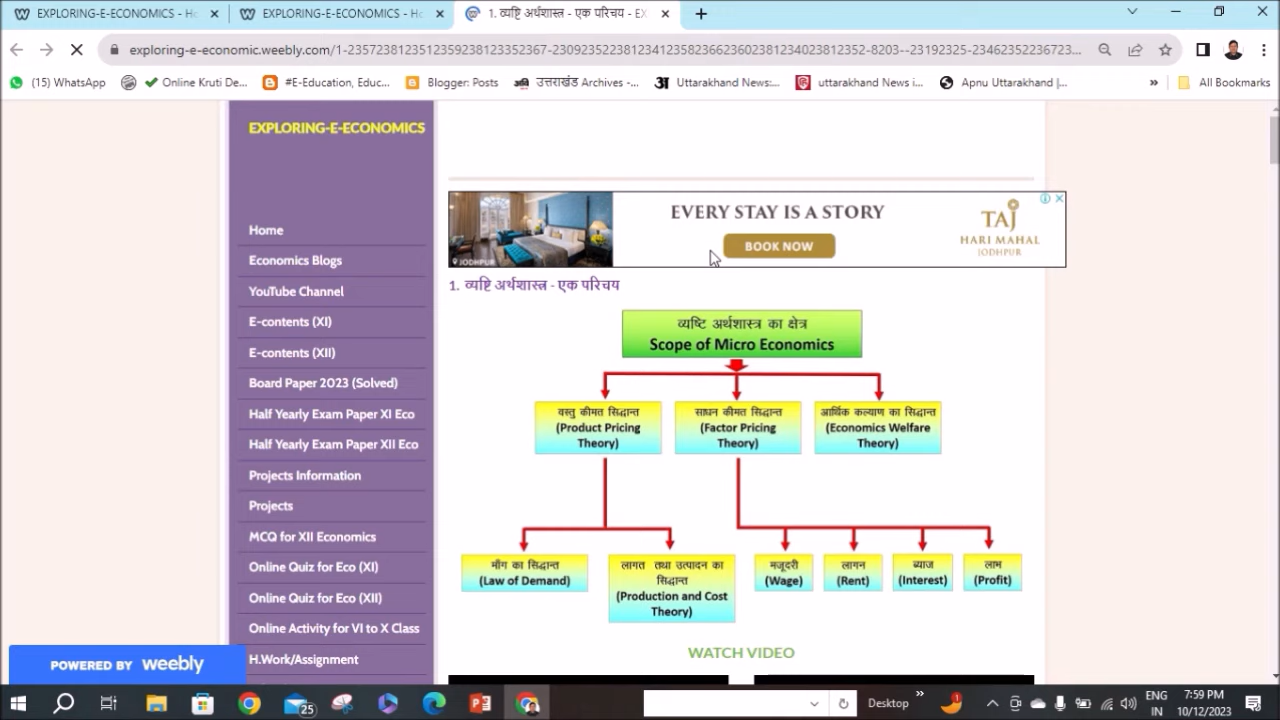 EXPLORING-E-ECONOMICS - Ho
EXPLORING-E-ECONOMICS - Ho
1. व्यष्टि अर्थशास्त्र - एक परिचय - EX
exploring-e-economic.weebly.com/1-235723812351235923812335​2367-2309235223812341235823602381234023812352-8203--23192325-23462352236723...
(15) WhatsApp
Online Kruti De...
#E-Education, Educ...
Blogger: Posts
उत्तराखंड Archives -...
Uttarakhand News:...
uttarakhand News i...
Apnu Uttarakhand |...
»
All Bookmarks
EXPLORING-E-ECONOMICS
Home
Economics Blogs
YouTube Channel
E-contents (XI)
E-contents (XII)
Board Paper 2023 (Solved)
Half Yearly Exam Paper XI Eco
Half Yearly Exam Paper XII Eco
Projects Information
Projects
MCQ for XII Economics
Online Quiz for Eco (XI)
Online Quiz for Eco (XII)
Online Activity for VI to X Class
H.Work/Assignment
POWERED BY weebly
JODHPUR
EVERY STAY IS A STORY
BOOK NOW
TAJ
HARI MAHAL
JODHPUR
1. व्यष्टि अर्थशास्त्र - एक परिचय
व्यष्टि अर्थशास्त्र का क्षेत्र
Scope of Micro Economics
वस्तु कीमत सिद्धान्त
(Product Pricing
Theory)
साधन कीमत सिद्धान्त
(Factor Pricing
Theory)
आर्थिक कल्याण का सिद्धान्त
(Economics Welfare
Theory)
माँग का सिद्धान्त
(Law of Demand)
लागत तथा उत्पादन का
सिद्धान्त
(Production and Cost
Theory)
मजूदरी
(Wage)
लागन
(Rent)
ब्याज
(Interest)
लाभ
(Profit)
WATCH VIDEO
25
Desktop
»
1
ENG
IN
7:59 PM
10/12/2023